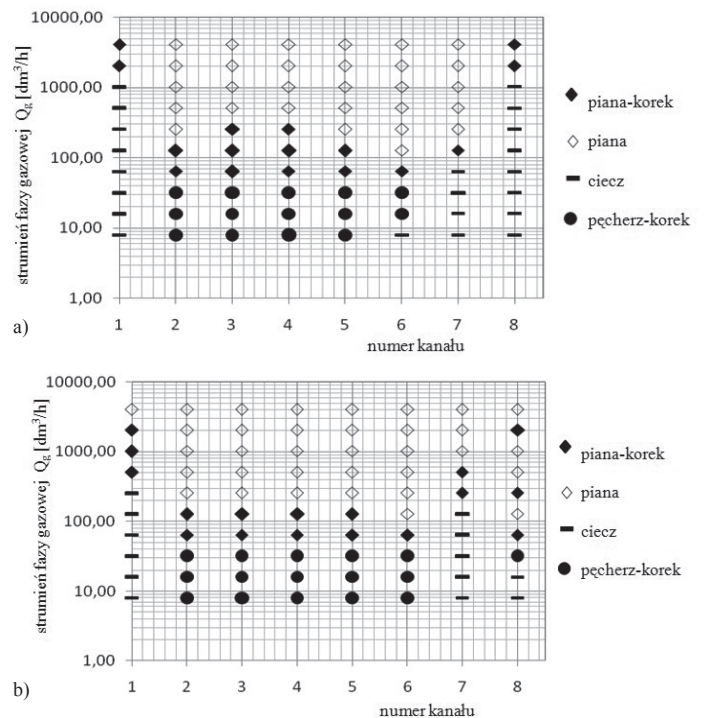 strumień fazy gazowej Qg [dm³/h]
10000,00
1000,00
100,00
10,00
1,00
1 2 3 4 5 6 7 8
numer kanału
piana-korek
piana
ciecz
pęcherz-korek
a)
strumień fazy gazowej Qg [dm³/h]
10000,00
1000,00
100,00
10,00
1,00
1 2 3 4 5 6 7 8
numer kanału
piana-korek
piana
ciecz
pęcherz-korek
b)